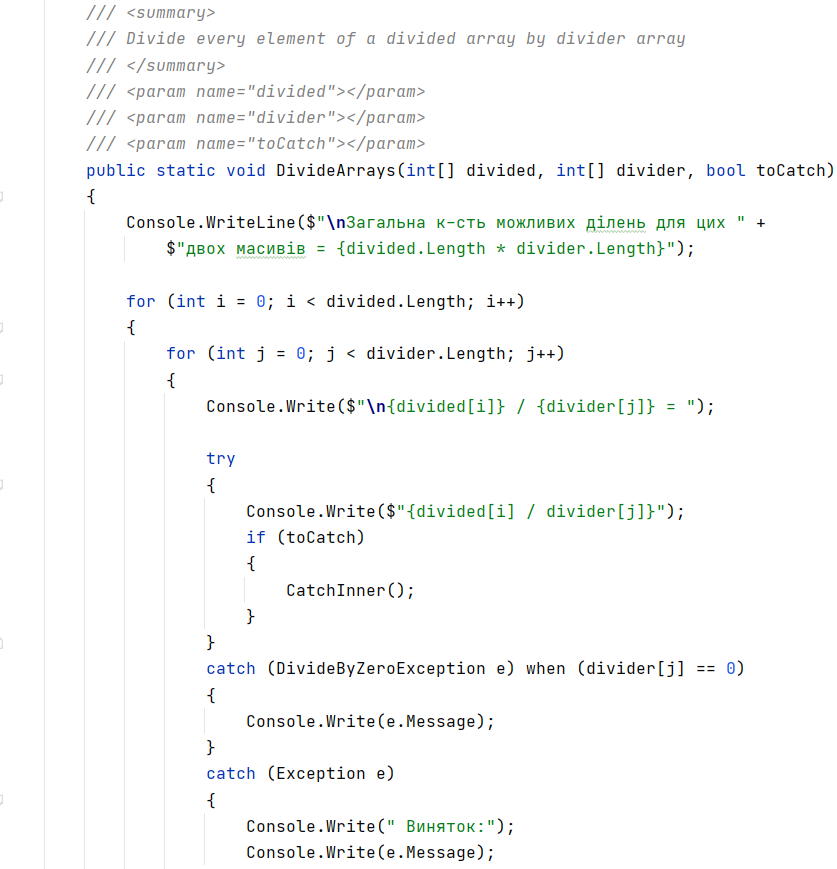 /// <summary>
/// Divide every element of a divided array by divider array
/// </summary>
/// <param name="divided"></param>
/// <param name="divider"></param>
/// <param name="toCatch"></param>
public static void DivideArrays(int[] divided, int[] divider, bool toCatch)
{
    Console.WriteLine($"\nЗагальна к-сть можливих ділень для цих " +
        $"двох масивів = {divided.Length * divider.Length}");

    for (int i = 0; i < divided.Length; i++)
    {
        for (int j = 0; j < divider.Length; j++)
        {
            Console.Write($"\n{divided[i]} / {divider[j]} = ");

            try
            {
                Console.Write($"{divided[i] / divider[j]}");
                if (toCatch)
                {
                    CatchInner();
                }
            }
            catch (DivideByZeroException e) when (divider[j] == 0)
            {
                Console.Write(e.Message);
            }
            catch (Exception e)
            {
                Console.Write(" Виняток:");
                Console.Write(e.Message);